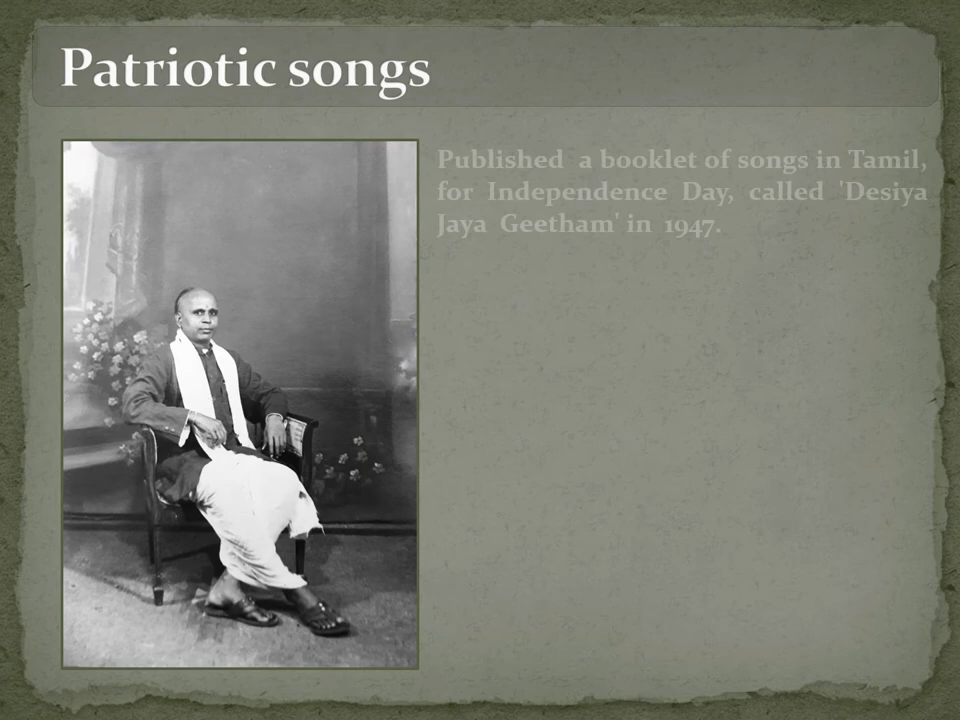 Patriotic songs
Published a booklet of songs in Tamil,
for Independence Day, called 'Desiya
Jaya Geetham' in 1947.